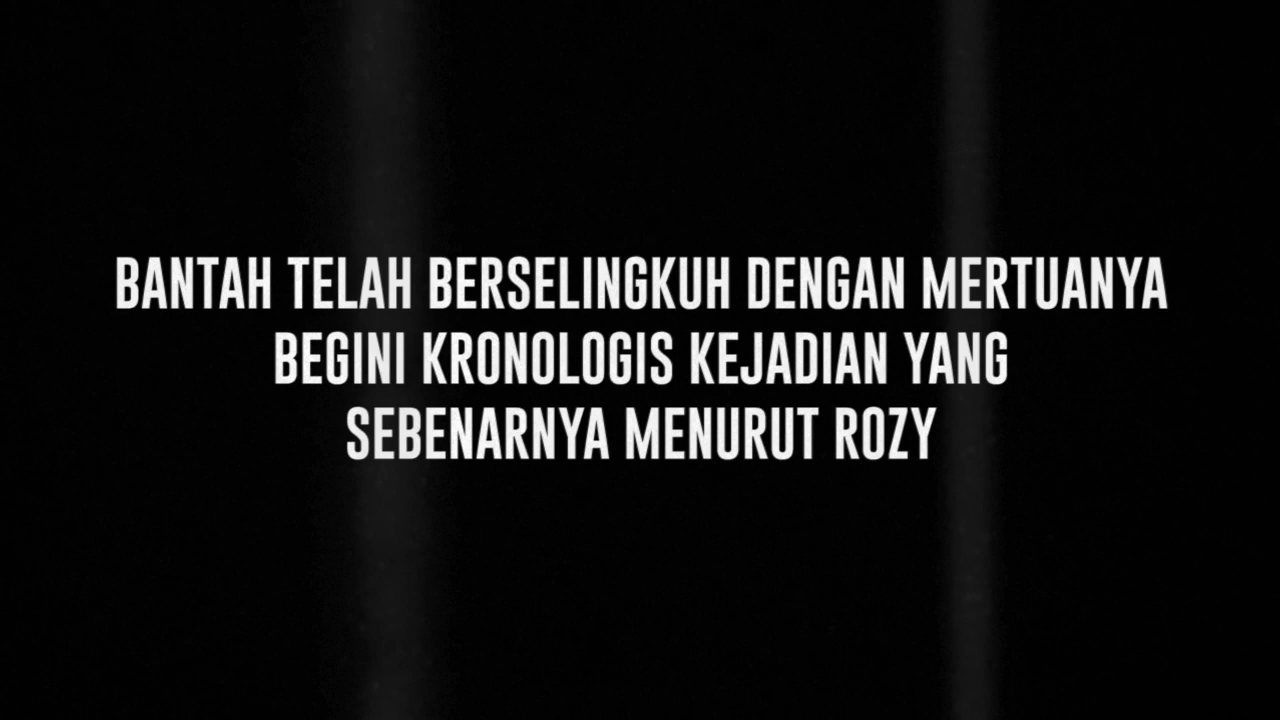 BANTAH TELAH BERSELINGKUH DENGAN MERTUANYA
BEGINI KRONOLOGIS KEJADIAN YANG
SEBENARNYA MENURUT ROZY